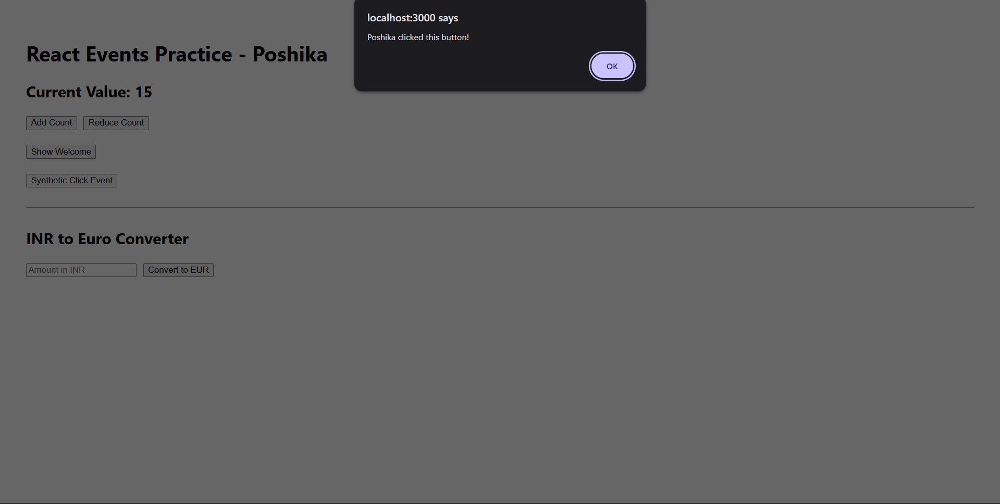 localhost:3000 says
Poshika clicked this button!
OK
React Events Practice - Poshika
Current Value: 15
Add Count Reduce Count
Show Welcome
Synthetic Click Event
INR to Euro Converter
Amount in INR Convert to EUR